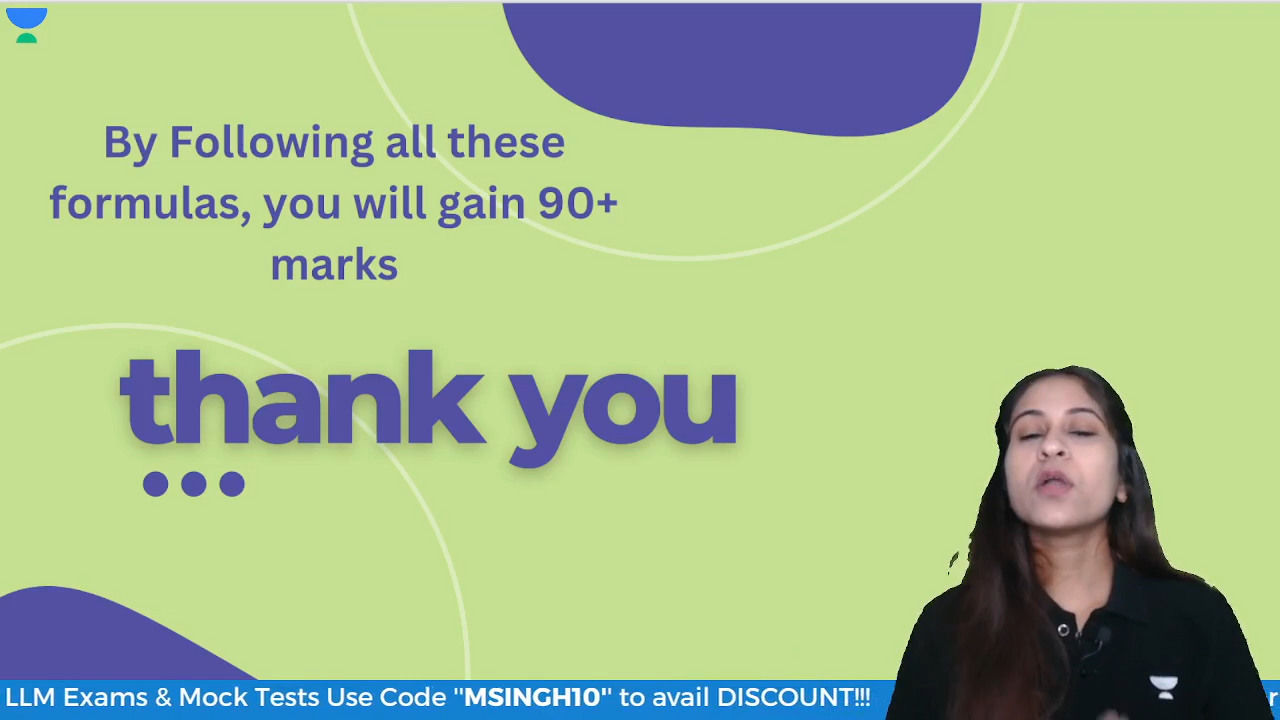 By Following all these
formulas, you will gain 90+
marks
thank you
LLM Exams & Mock Tests Use Code "MSINGH10" to avail DISCOUNT!!!